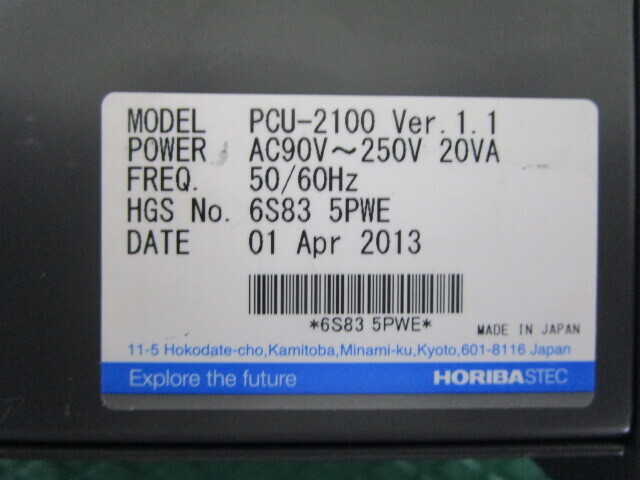 MODEL PCU-2100 Ver.1.1
POWER AC90V~250V 20VA
FREQ. 50/60Hz
HGS No. 6S83 5PWE
DATE 01 Apr 2013
*6S83 5PWE*
MADE IN JAPAN
11-5 Hokodate-cho,Kamitoba,Minami-ku,Kyoto,601-8116 Japan
Explore the future HORIBASTEC